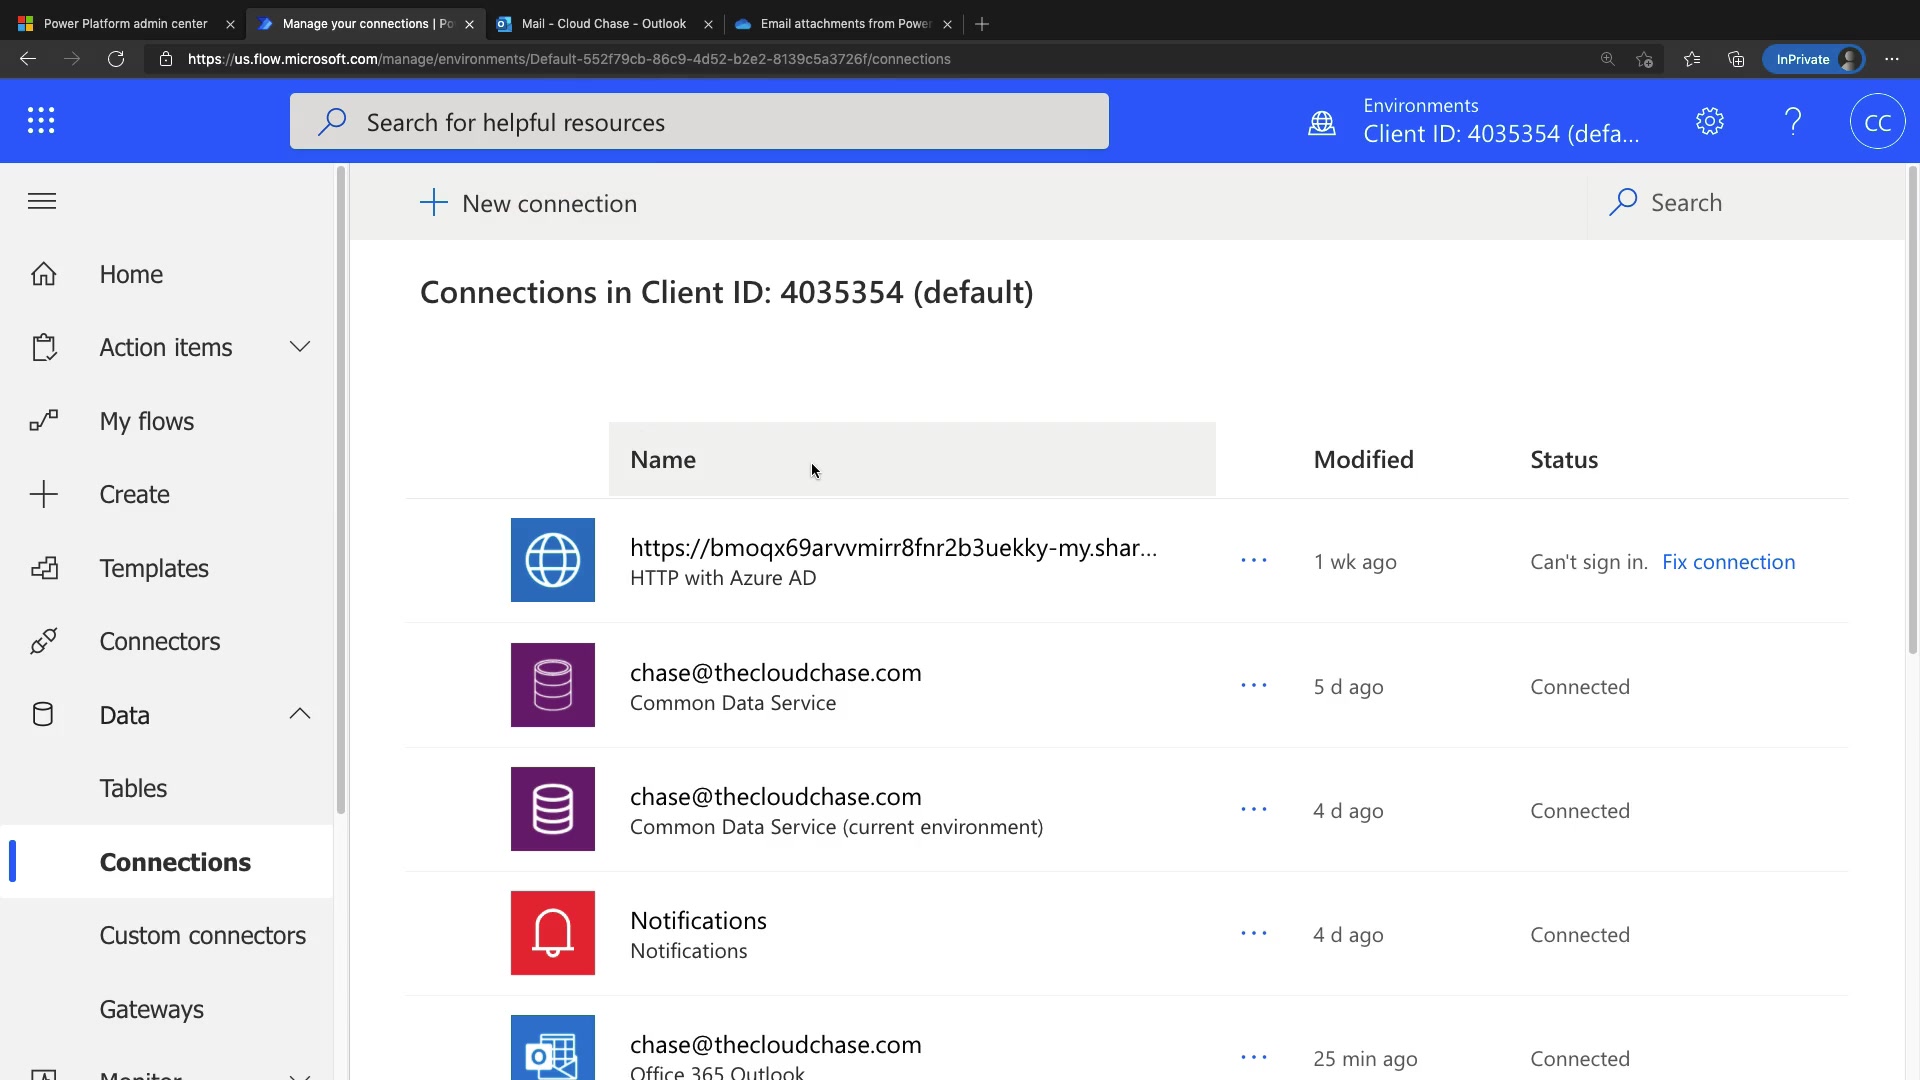 Power Platform admin center
Manage your connections | Po
Mail - Cloud Chase - Outlook
Email attachments from Power
https://us.flow.microsoft.com/manage/environments/Default-552f79cb-86c9-4d52-b2e2-8139c5a3726f/connections
InPrivate
Search for helpful resources
Environments
Client ID: 4035354 (defa...
?
CC
New connection
Search
Home
Action items
My flows
Create
Templates
Connectors
Data
Tables
Connections
Custom connectors
Gateways
Monitor
Connections in Client ID: 4035354 (default)
Name Modified Status
https://bmoqx69arvvmirr8fnr2b3uekky-my.shar...
HTTP with Azure AD
... 1 wk ago Can't sign in. Fix connection
chase@thecloudchase.com
Common Data Service
... 5 d ago Connected
chase@thecloudchase.com
Common Data Service (current environment)
... 4 d ago Connected
Notifications
Notifications
... 4 d ago Connected
chase@thecloudchase.com
Office 365 Outlook
... 25 min ago Connected